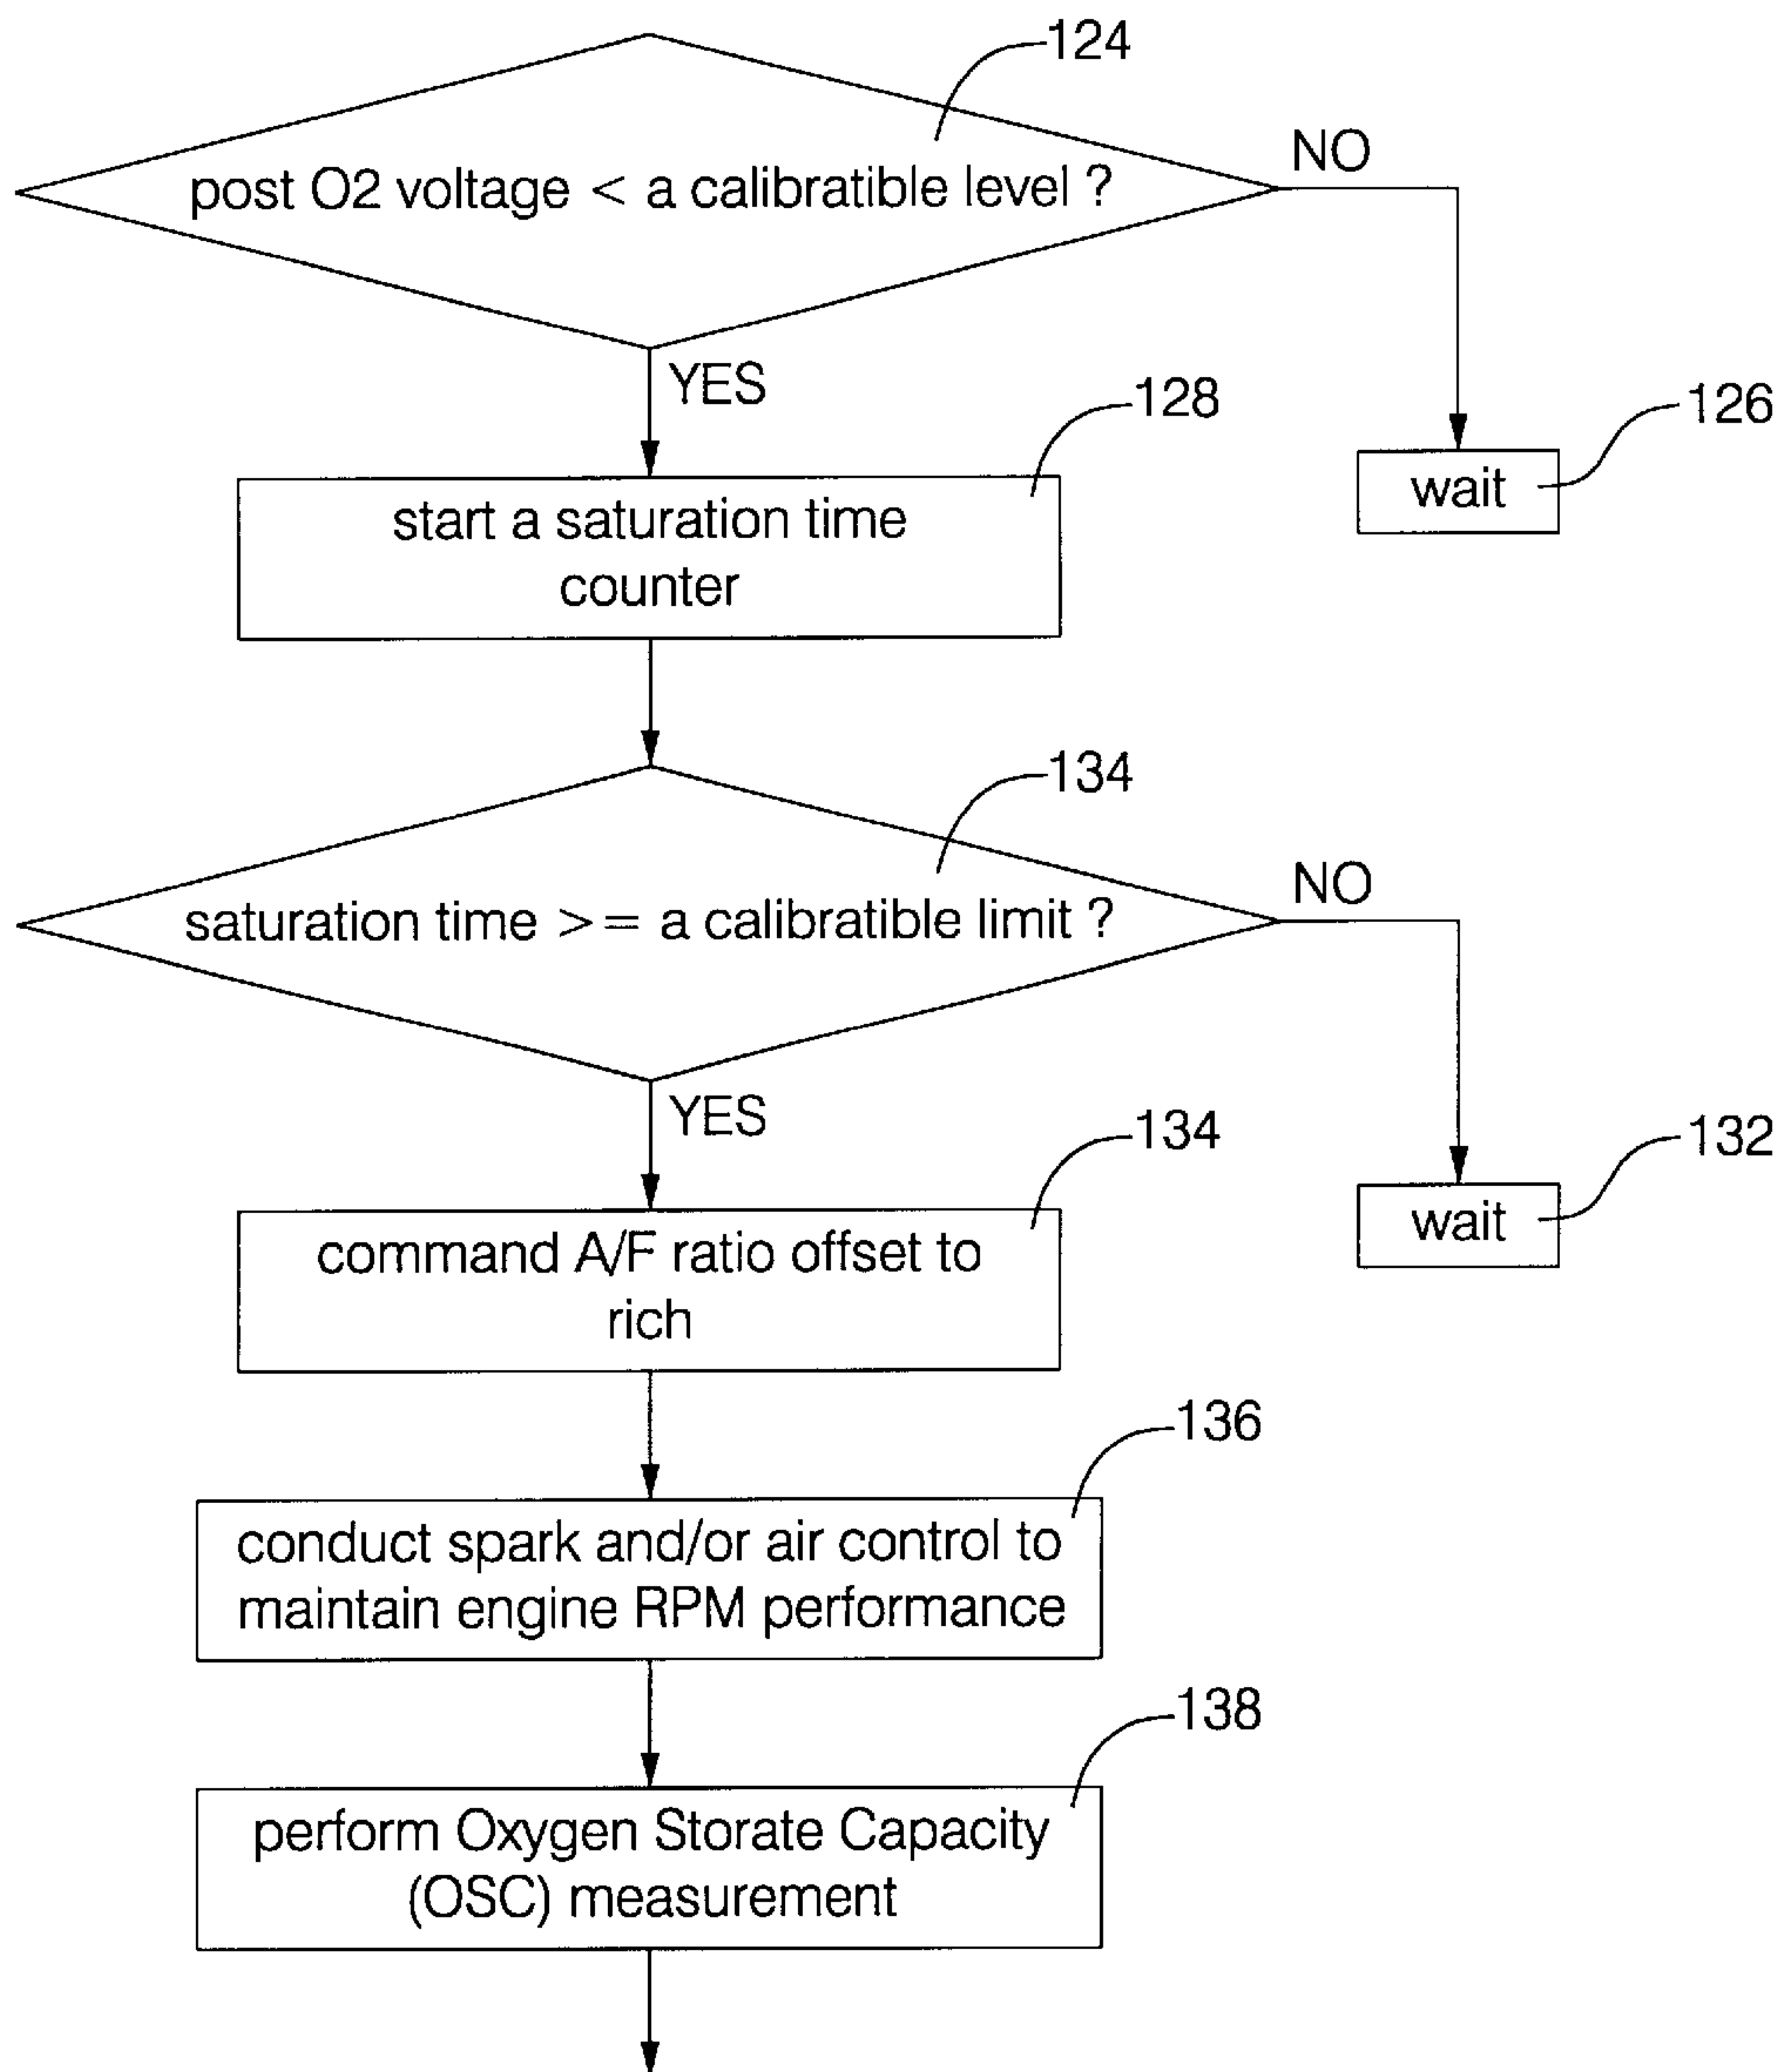 124
post O2 voltage < a calibratible level ?
NO
YES
128
126
wait
start a saturation time
counter
134
saturation time >= a calibratible limit ?
NO
YES
134
132
wait
command A/F ratio offset to
rich
136
conduct spark and/or air control to
maintain engine RPM performance
138
perform Oxygen Storate Capacity
(OSC) measurement